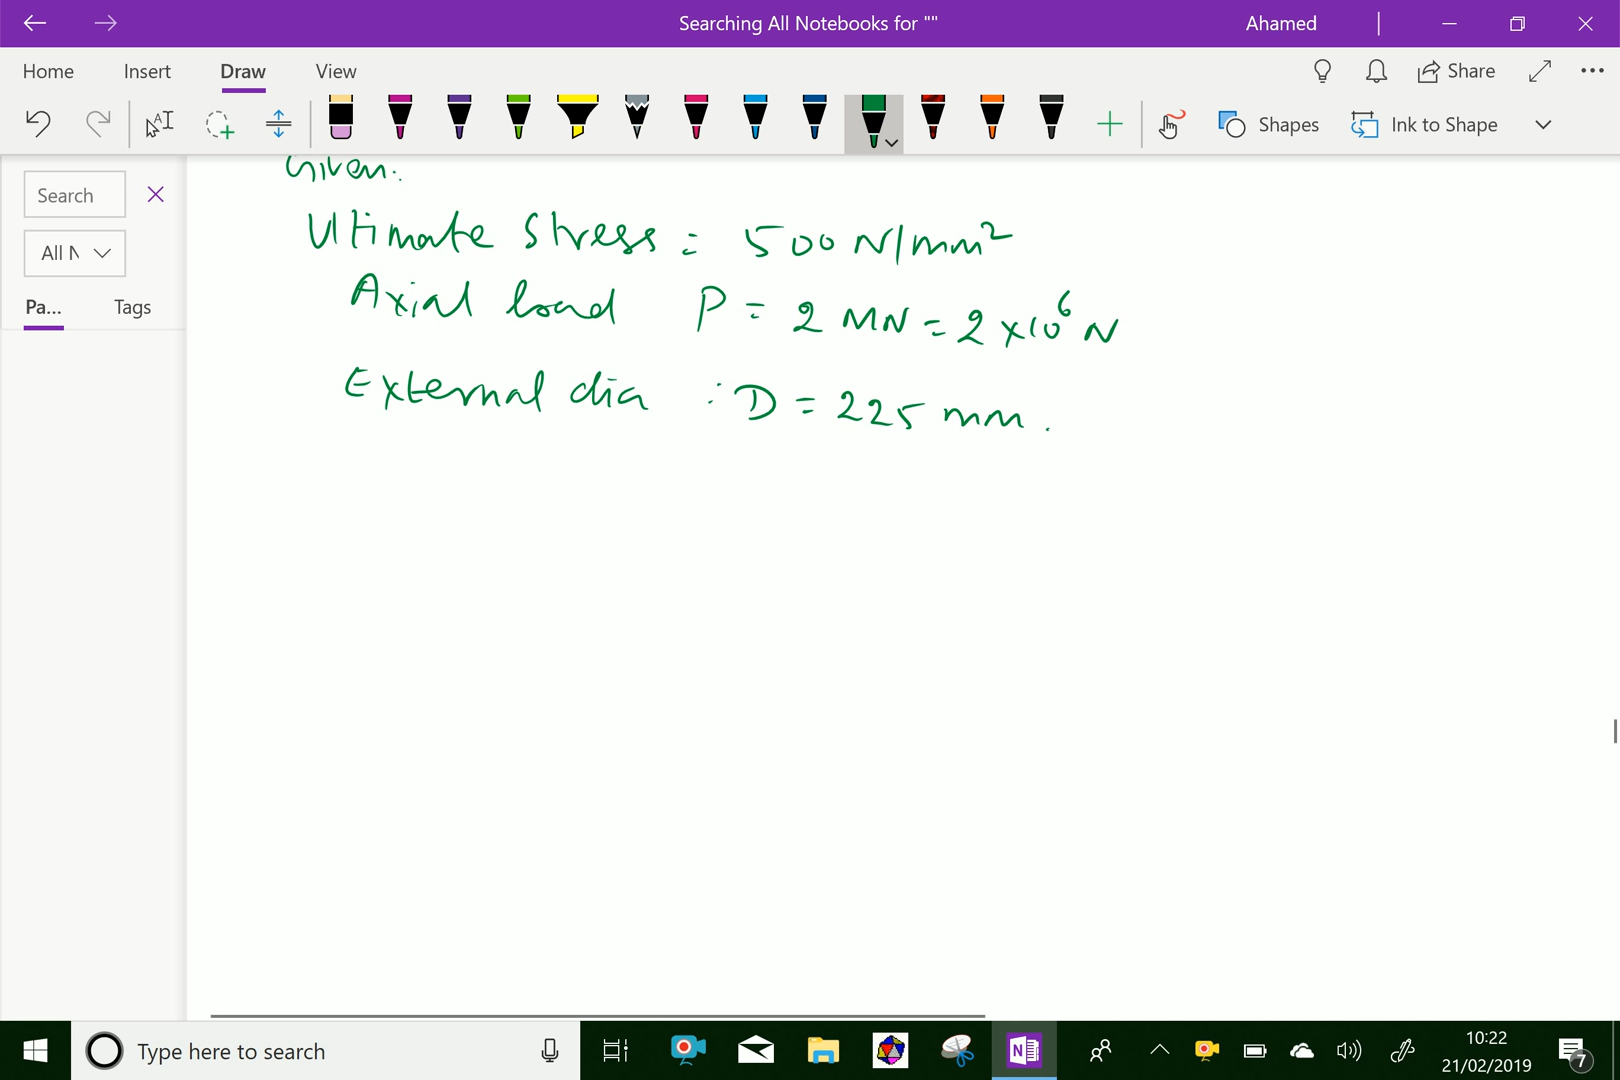 Searching All Notebooks for ""
Ahamed
Home Insert Draw View
Share
Shapes
Ink to Shape
Search
All N
Pa...
Tags
Given:
Ultimate Stress = 500 N/mm²
Axial load P = 2 MN = 2 x10⁶ N
External dia : D = 225 mm.
Type here to search
N
10:22
21/02/2019
7